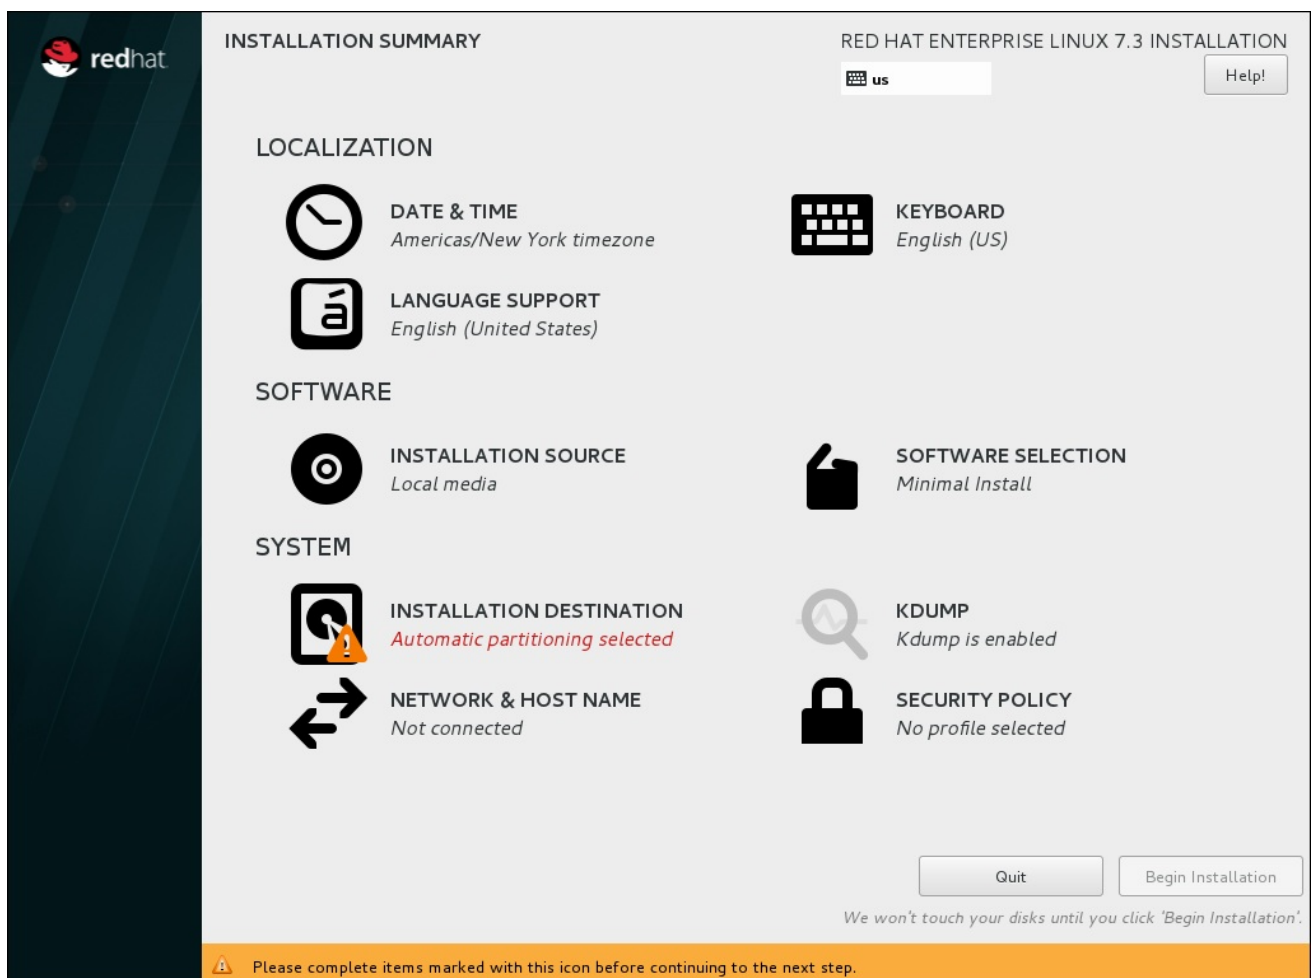 redhat.
INSTALLATION SUMMARY
RED HAT ENTERPRISE LINUX 7.3 INSTALLATION
us
Help!
LOCALIZATION
DATE & TIME
Americas/New York timezone
KEYBOARD
English (US)
á
LANGUAGE SUPPORT
English (United States)
SOFTWARE
INSTALLATION SOURCE
Local media
SOFTWARE SELECTION
Minimal Install
SYSTEM
INSTALLATION DESTINATION
Automatic partitioning selected
KDUMP
Kdump is enabled
NETWORK & HOST NAME
Not connected
SECURITY POLICY
No profile selected
Quit
Begin Installation
We won't touch your disks until you click 'Begin Installation'.
Please complete items marked with this icon before continuing to the next step.